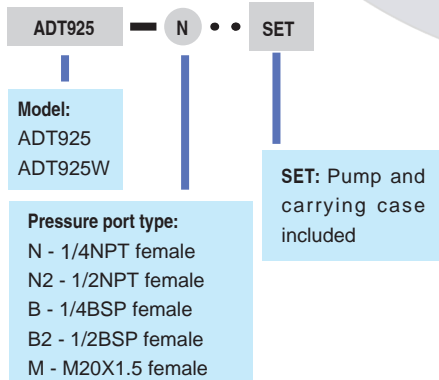 ADT925 N SET
Model:
ADT925
ADT925W
SET: Pump and
carrying case
included
Pressure port type:
N - 1/4NPT female
N2 - 1/2NPT female
B - 1/4BSP female
B2 - 1/2BSP female
M - M20X1.5 female